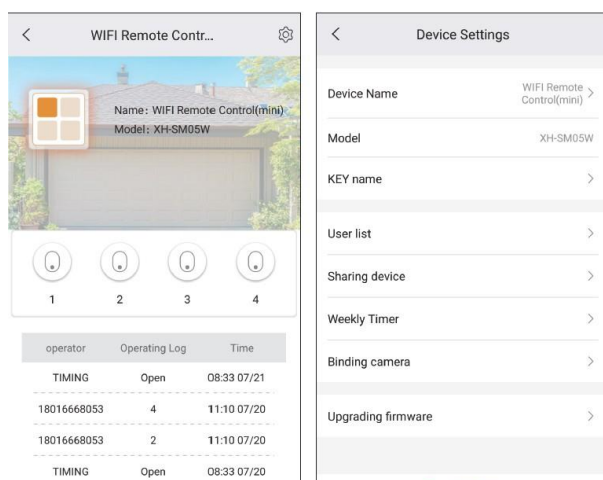 WIFI Remote Contr...
Name: WIFI Remote Control(mini)
Model: XH-SM05W
1 2 3 4
operator Operating Log Time
TIMING Open 08:33 07/21
18016668053 4 11:10 07/20
18016668053 2 11:10 07/20
TIMING Open 08:33 07/20
Device Settings
Device Name WIFI Remote
Control(mini)
Model XH-SM05W
KEY name
User list
Sharing device
Weekly Timer
Binding camera
Upgrading firmware